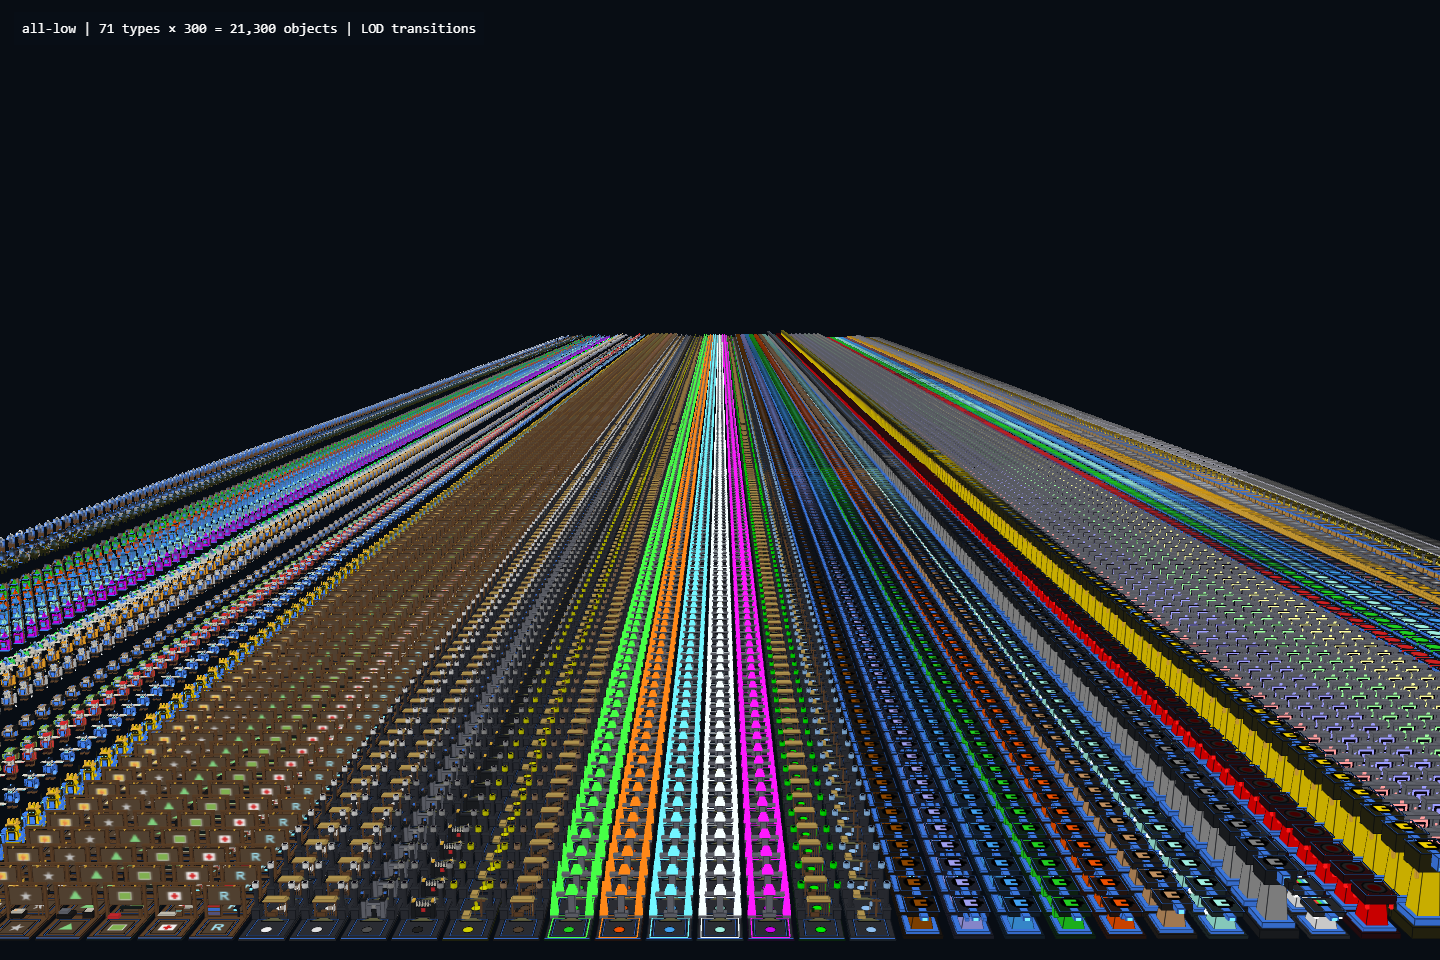 all-low | 71 types × 300 = 21,300 objects | LOD transitions
R